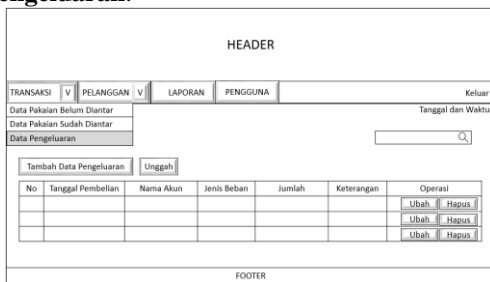 engeluaran.
HEADER
TRANSAKSI V PELANGGAN V LAPORAN PENGGUNA Keluar
Data Pakaian Belum Diantar Tanggal dan Waktu
Data Pakaian Sudah Diantar
Data Pengeluaran
Tambah Data Pengeluaran Unggah
No Tanggal Pembelian Nama Akun Jenis Beban Jumlah Keterangan Operasi
Ubah Hapus
Ubah Hapus
Ubah Hapus
FOOTER